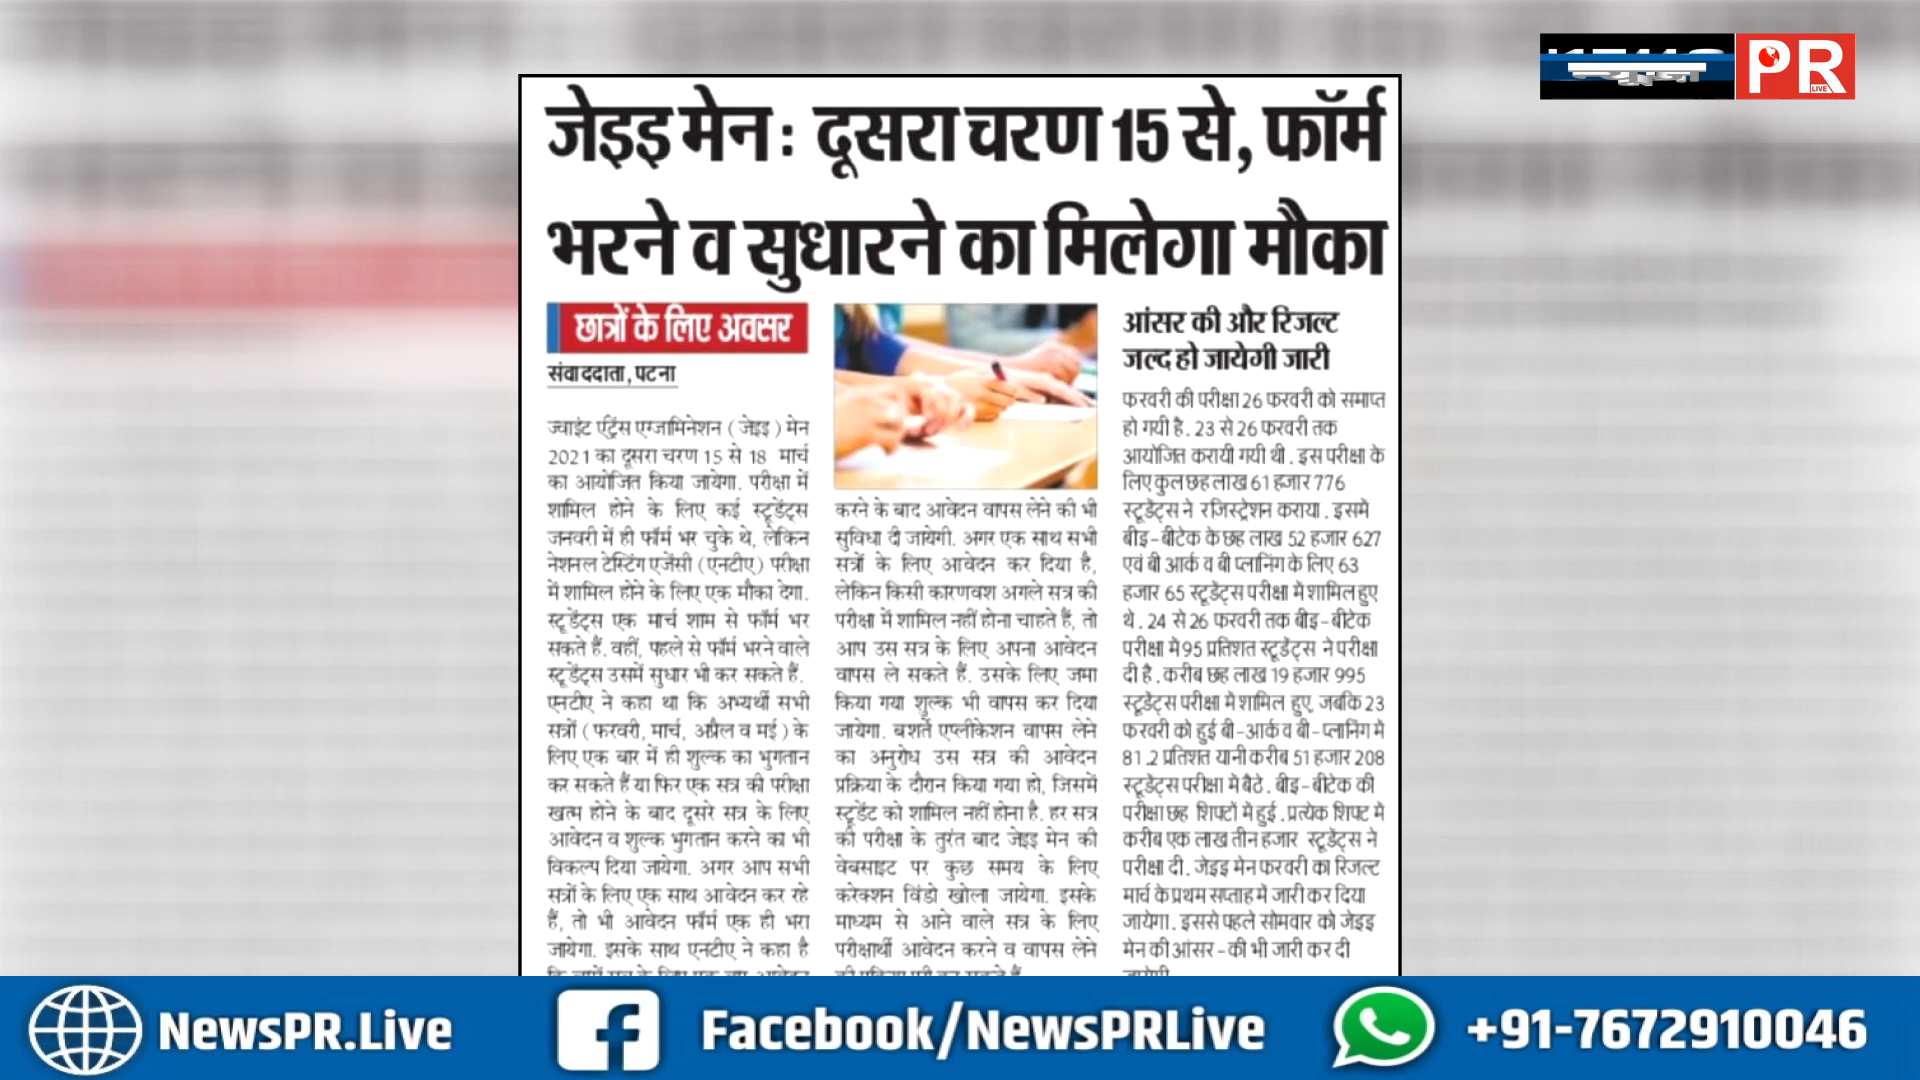 न्यूज़
PR
LIVE
जेइइ मेन : दूसरा चरण 15 से, फॉर्म
भरने व सुधारने का मिलेगा मौका
छात्रों के लिए अवसर
संवाददाता, पटना
ज्वाइंट एंट्रेंस एग्जामिनेशन ( जेइइ ) मेन
2021 का दूसरा चरण 15 से 18 मार्च
का आयोजित किया जायेगा. परीक्षा में
शामिल होने के लिए कई स्टूडेंट्स
जनवरी में ही फॉर्म भर चुके थे, लेकिन
नेशनल टेस्टिंग एजेंसी (एनटीए) परीक्षा
में शामिल होने के लिए एक मौका देगा.
स्टूडेंट्स एक मार्च शाम से फॉर्म भर
सकते हैं. वहीं, पहले से फॉर्म भरने वाले
स्टूडेंट्स उसमें सुधार भी कर सकते हैं.
एनटीए ने कहा था कि अभ्यर्थी सभी
सत्रों ( फरवरी, मार्च, अप्रैल व मई ) के
लिए एक बार में ही शुल्क का भुगतान
कर सकते हैं या फिर एक सत्र की परीक्षा
खत्म होने के बाद दूसरे सत्र के लिए
आवेदन व शुल्क भुगतान करने का भी
विकल्प दिया जायेगा. अगर आप सभी
सत्रों के लिए एक साथ आवेदन कर रहे
हैं, तो भी आवेदन फॉर्म एक ही भरा
जायेगा. इसके साथ एनटीए ने कहा है
करने के बाद आवेदन वापस लेने की भी
सुविधा दी जायेगी. अगर एक साथ सभी
सत्रों के लिए आवेदन कर दिया है,
लेकिन किसी कारणवश अगले सत्र की
परीक्षा में शामिल नहीं होना चाहते हैं, तो
आप उस सत्र के लिए अपना आवेदन
वापस ले सकते हैं. उसके लिए जमा
किया गया शुल्क भी वापस कर दिया
जायेगा. बशर्ते एप्लीकेशन वापस लेने
का अनुरोध उस सत्र की आवेदन
प्रक्रिया के दौरान किया गया हो, जिसमें
स्टूडेंट को शामिल नहीं होना है. हर सत्र
की परीक्षा के तुरंत बाद जेइइ मेन की
वेबसाइट पर कुछ समय के लिए
करेक्शन विंडो खोला जायेगा. इसके
माध्यम से आने वाले सत्र के लिए
परीक्षार्थी आवेदन करने व वापस लेने
आंसर की और रिजल्ट
जल्द हो जायेगी जारी
फरवरी की परीक्षा 26 फरवरी को समाप्त
हो गयी है. 23 से 26 फरवरी तक
आयोजित करायी गयी थी. इस परीक्षा के
लिए कुल छह लाख 61 हजार 776
स्टूडेंट्स ने रजिस्ट्रेशन कराया. इसमें
बीइ-बीटेक के छह लाख 52 हजार 627
एवं बी आर्क व बी प्लानिंग के लिए 63
हजार 65 स्टूडेंट्स परीक्षा में शामिल हुए
थे. 24 से 26 फरवरी तक बीइ-बीटेक
परीक्षा में 95 प्रतिशत स्टूडेंट्स ने परीक्षा
दी है. करीब छह लाख 19 हजार 995
स्टूडेंट्स परीक्षा में शामिल हुए, जबकि 23
फरवरी को हुई बी-आर्क व बी-प्लानिंग में
81.2 प्रतिशत यानी करीब 51 हजार 208
स्टूडेंट्स परीक्षा में बैठे. बीइ-बीटेक की
परीक्षा छह शिफ्टों में हुई. प्रत्येक शिफ्ट में
करीब एक लाख तीन हजार स्टूडेंट्स ने
परीक्षा दी. जेइइ मेन फरवरी का रिजल्ट
मार्च के प्रथम सप्ताह में जारी कर दिया
जायेगा. इससे पहले सोमवार को जेइइ
मेन की आंसर-की भी जारी कर दी
NewsPR.Live
Facebook/NewsPRLive
+91-7672910046